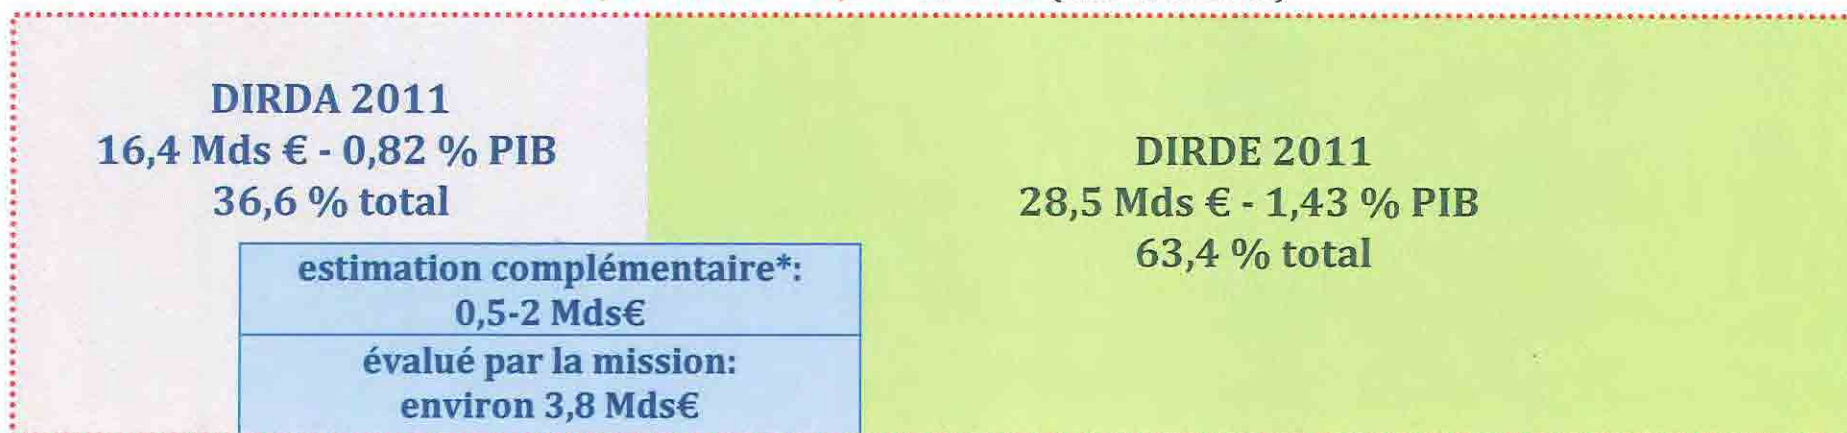 DIRDA 2011
16,4 Mds € - 0,82 % PIB
36,6 % total
DIRDE 2011
28,5 Mds € - 1,43 % PIB
63,4 % total
estimation complémentaire*:
0,5-2 Mds€
évalué par la mission:
environ 3,8 Mds€